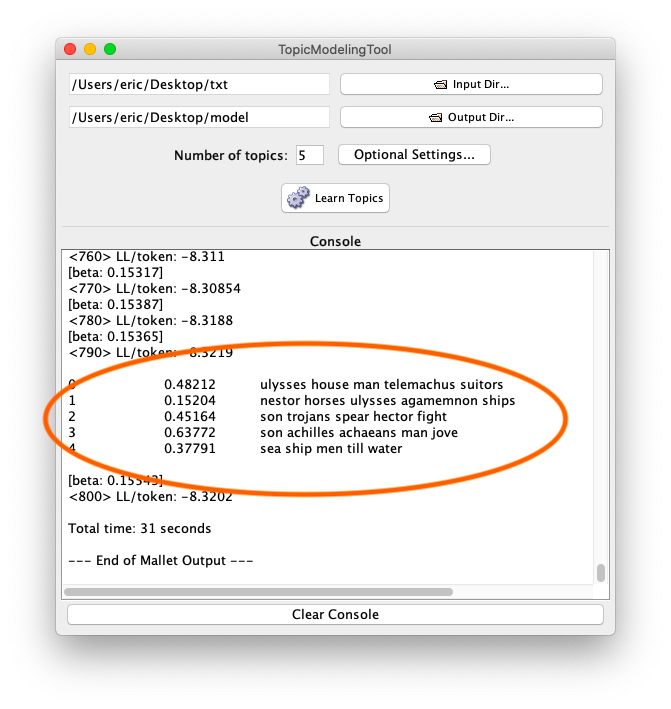 TopicModelingTool
/Users/eric/Desktop/txt
Input Dir...
/Users/eric/Desktop/model
Output Dir...
Number of topics: 5 Optional Settings...
Learn Topics
Console
<760> LL/token: -8.311
[beta: 0.15317]
<770> LL/token: -8.30854
[beta: 0.15387]
<780> LL/token: -8.3188
[beta: 0.15365]
<790> LL/token: -8.3219
0 0.48212 ulysses house man telemachus suitors
1 0.15204 nestor horses ulysses agamemnon ships
2 0.45164 son trojans spear hector fight
3 0.63772 son achilles achaeans man jove
4 0.37791 sea ship men till water
[beta: 0.15543]
<800> LL/token: -8.3202
Total time: 31 seconds
--- End of Mallet Output ---
Clear Console